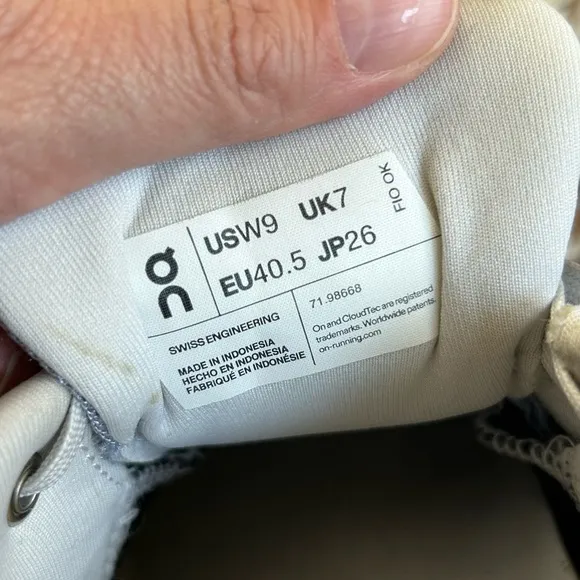 On
USW9 UK7
EU40.5 JP26
FIO OK
SWISS ENGINEERING
MADE IN INDONESIA
HECHO EN INDONESIA
FABRIQUÉ EN INDONÉSIE
71.98668
On and CloudTec are registered
trademarks. Worldwide patents.
on-running.com